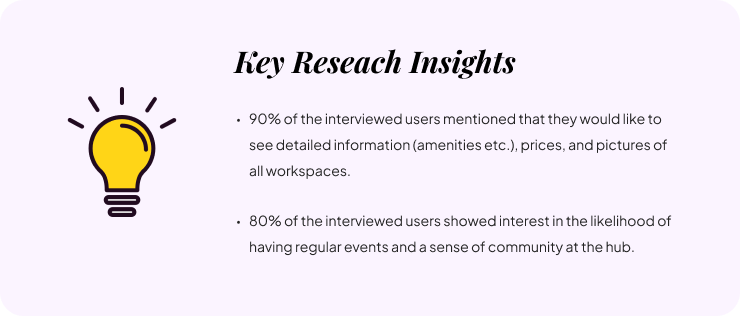 Key Reseach Insights
• 90% of the interviewed users mentioned that they would like to
see detailed information (amenities etc.), prices, and pictures of
all workspaces.
• 80% of the interviewed users showed interest in the likelihood of
having regular events and a sense of community at the hub.